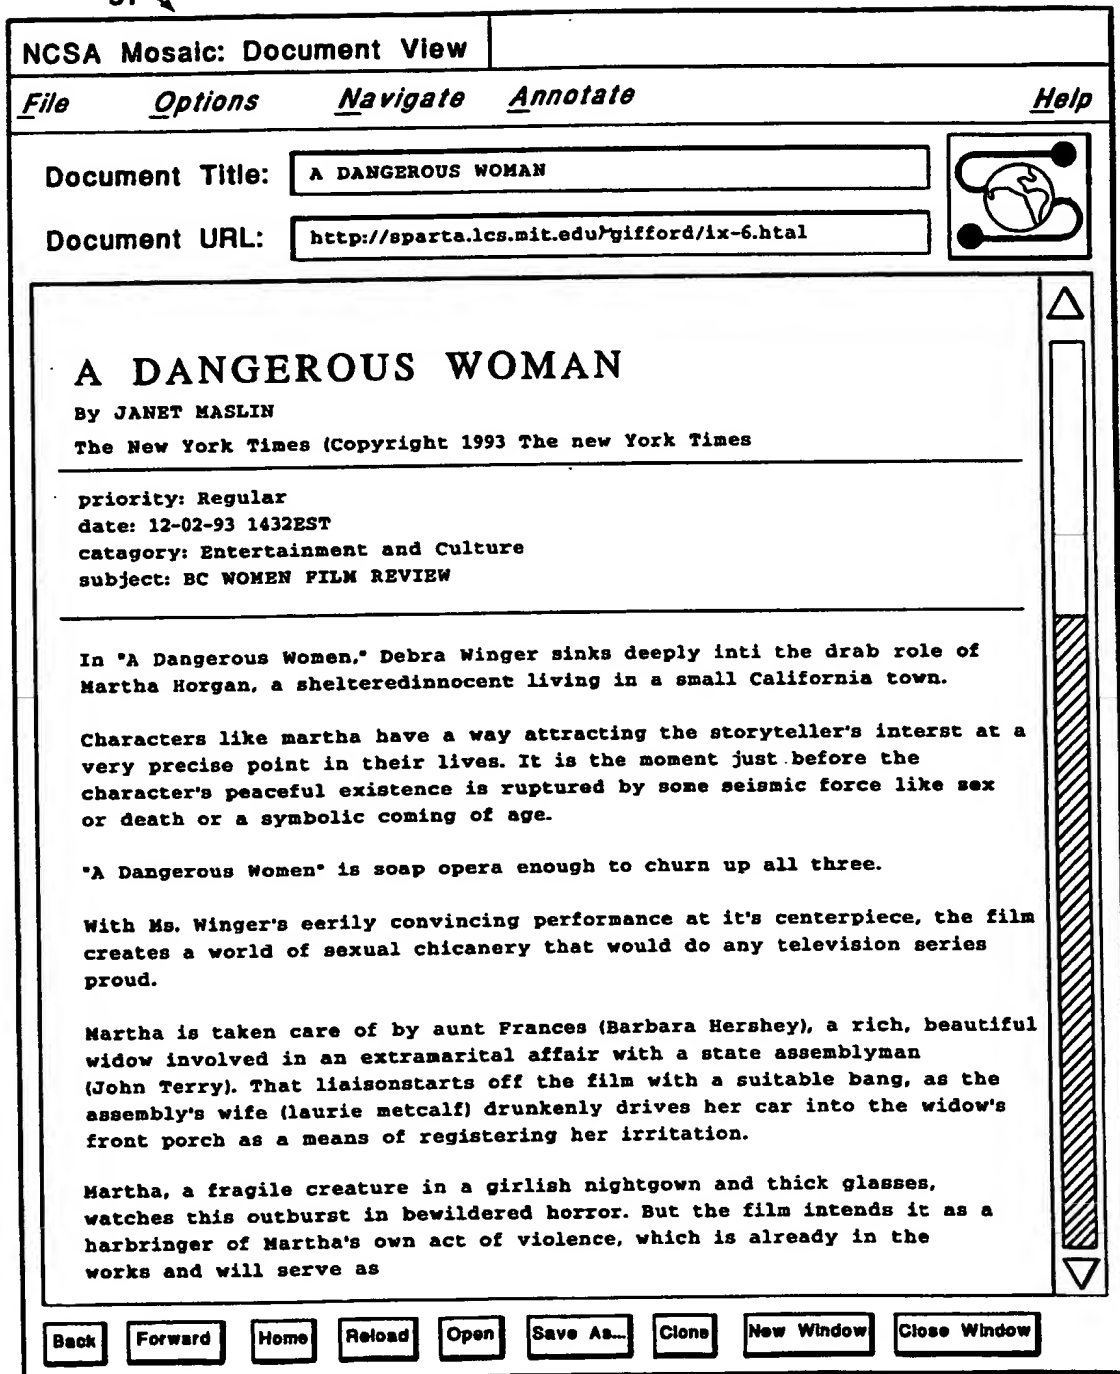 NCSA Mosaic: Document View
File Options Navigate Annotate Help
Document Title: A DANGEROUS WOMAN
Document URL: http://sparta.lcs.mit.edu/~gifford/ix-6.htal
A DANGEROUS WOMAN
By JANET MASLIN
The New York Times (Copyright 1993 The new York Times
priority: Regular
date: 12-02-93 1432EST
catagory: Entertainment and Culture
subject: BC WOMEN FILM REVIEW
In "A Dangerous Women," Debra Winger sinks deeply inti the drab role of
Martha Horgan, a shelteredinnocent living in a small California town.
Characters like martha have a way attracting the storyteller's interst at a
very precise point in their lives. It is the moment just before the
character's peaceful existence is ruptured by some seismic force like sex
or death or a symbolic coming of age.
"A Dangerous Women" is soap opera enough to churn up all three.
With Ms. Winger's eerily convincing performance at it's centerpiece, the film
creates a world of sexual chicanery that would do any television series
proud.
Martha is taken care of by aunt Frances (Barbara Hershey), a rich, beautiful
widow involved in an extramarital affair with a state assemblyman
(John Terry). That liaisonstarts off the film with a suitable bang, as the
assembly's wife (laurie metcalf) drunkenly drives her car into the widow's
front porch as a means of registering her irritation.
Martha, a fragile creature in a girlish nightgown and thick glasses,
watches this outburst in bewildered horror. But the film intends it as a
harbringer of Martha's own act of violence, which is already in the
works and will serve as
Back Forward Home Reload Open Save As... Clone New Window Close Window